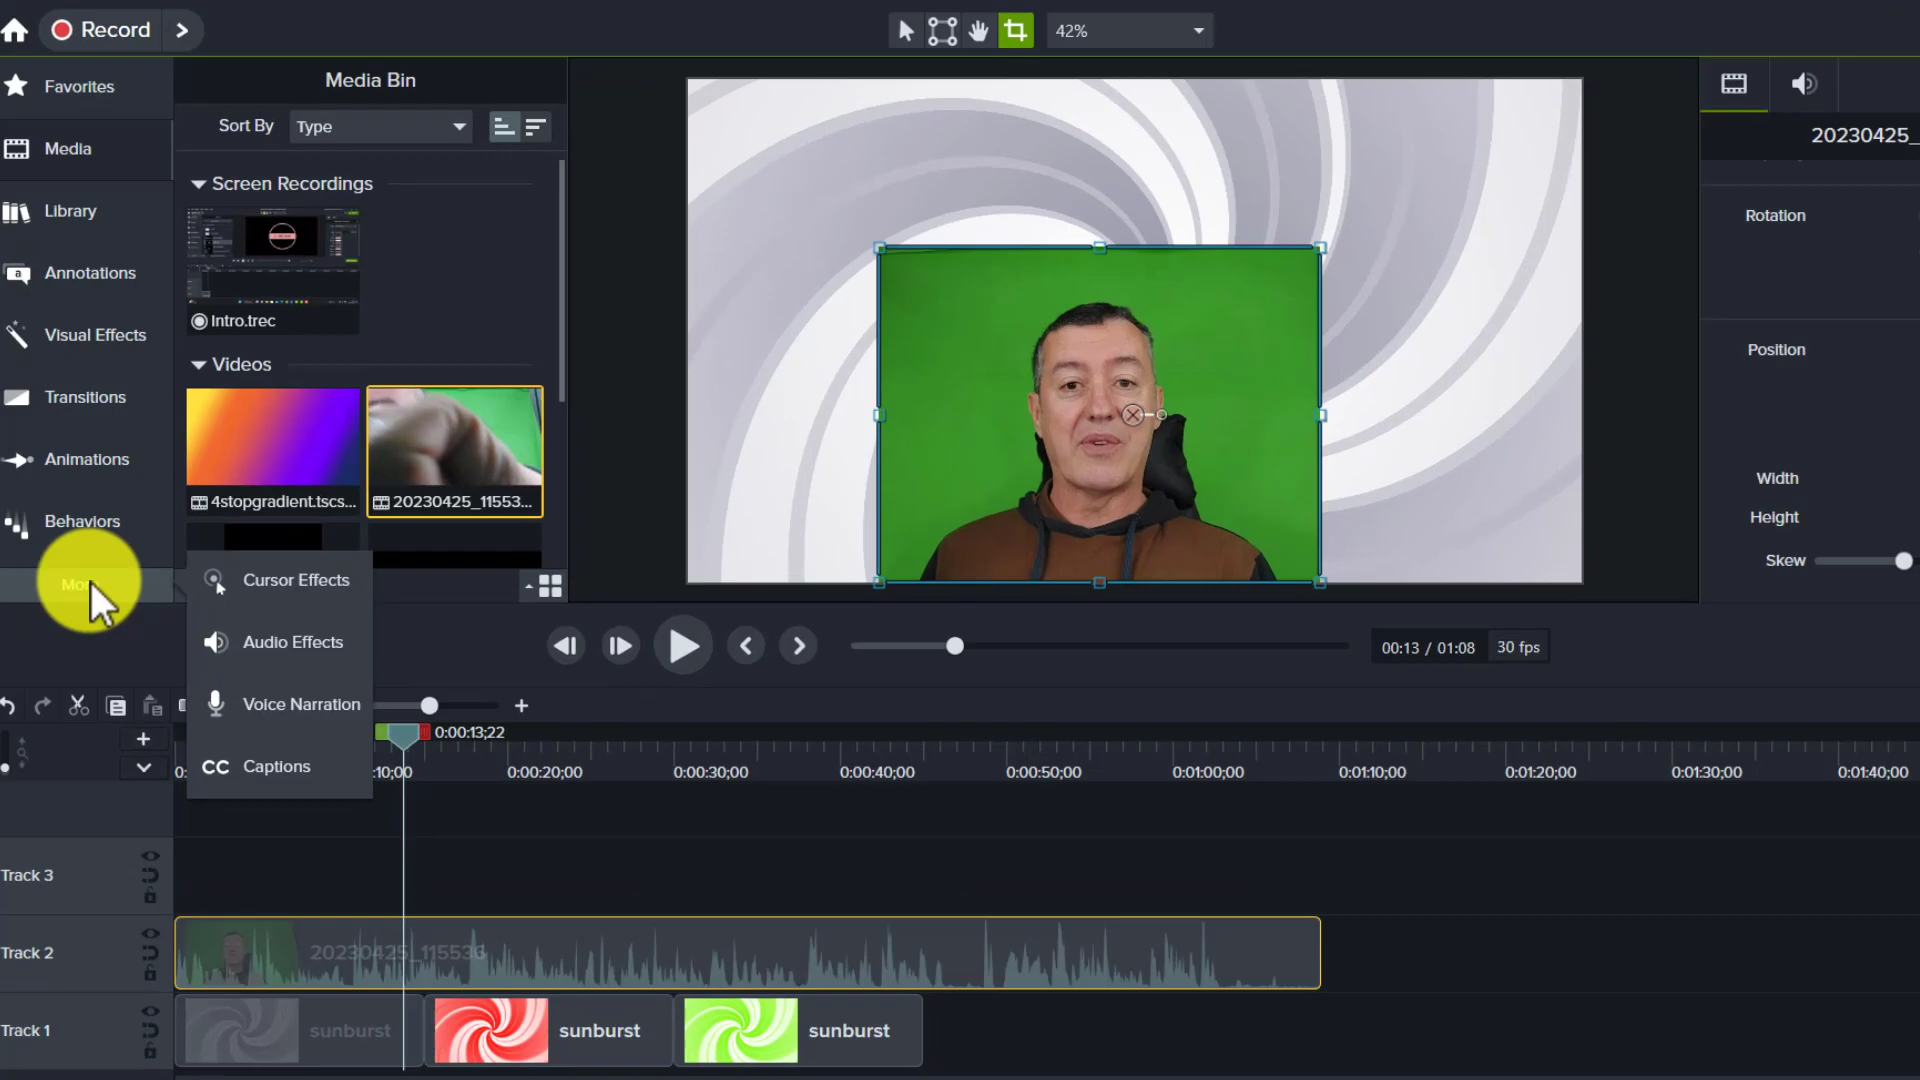 Record
42%
Favorites
Media
Library
Annotations
Visual Effects
Transitions
Animations
Behaviors
Media Bin
Sort By
Type
Screen Recordings
Intro.trec
Videos
4stopgradient.tscs...
20230425_11553...
Cursor Effects
Audio Effects
Voice Narration
CC Captions
20230425_
Rotation
Position
Width
Height
Skew
00:13 / 01:08
30 fps
0:00:13;22
0:00:20;00
0:00:30;00
0:00:40;00
0:00:50;00
0:01:00;00
0:01:10;00
0:01:20;00
0:01:30;00
0:01:40;00
Track 3
Track 2
20230425_115536
Track 1
sunburst
sunburst
sunburst